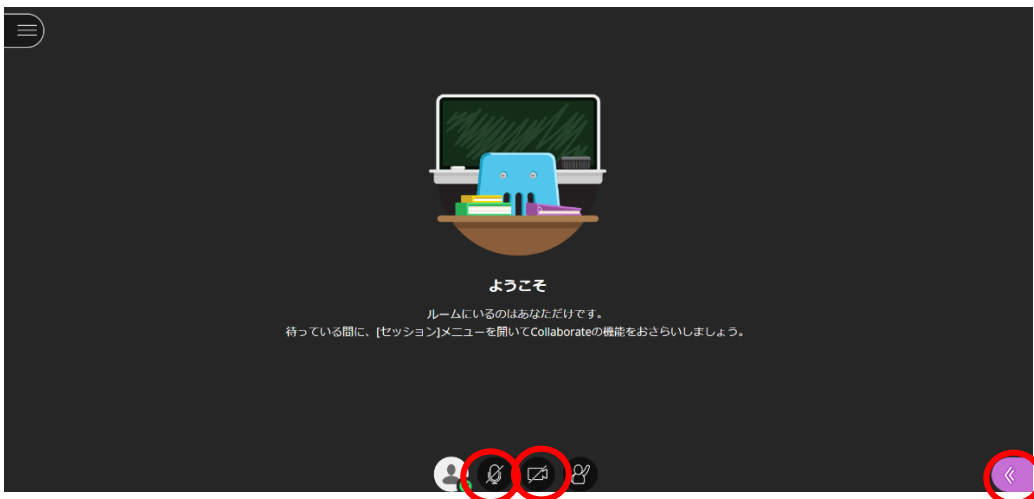 ようこそ
ルームにいるのはあなただけです。
待っている間に、[セッション]メニューを開いてCollaborateの機能をおさらいしましょう。